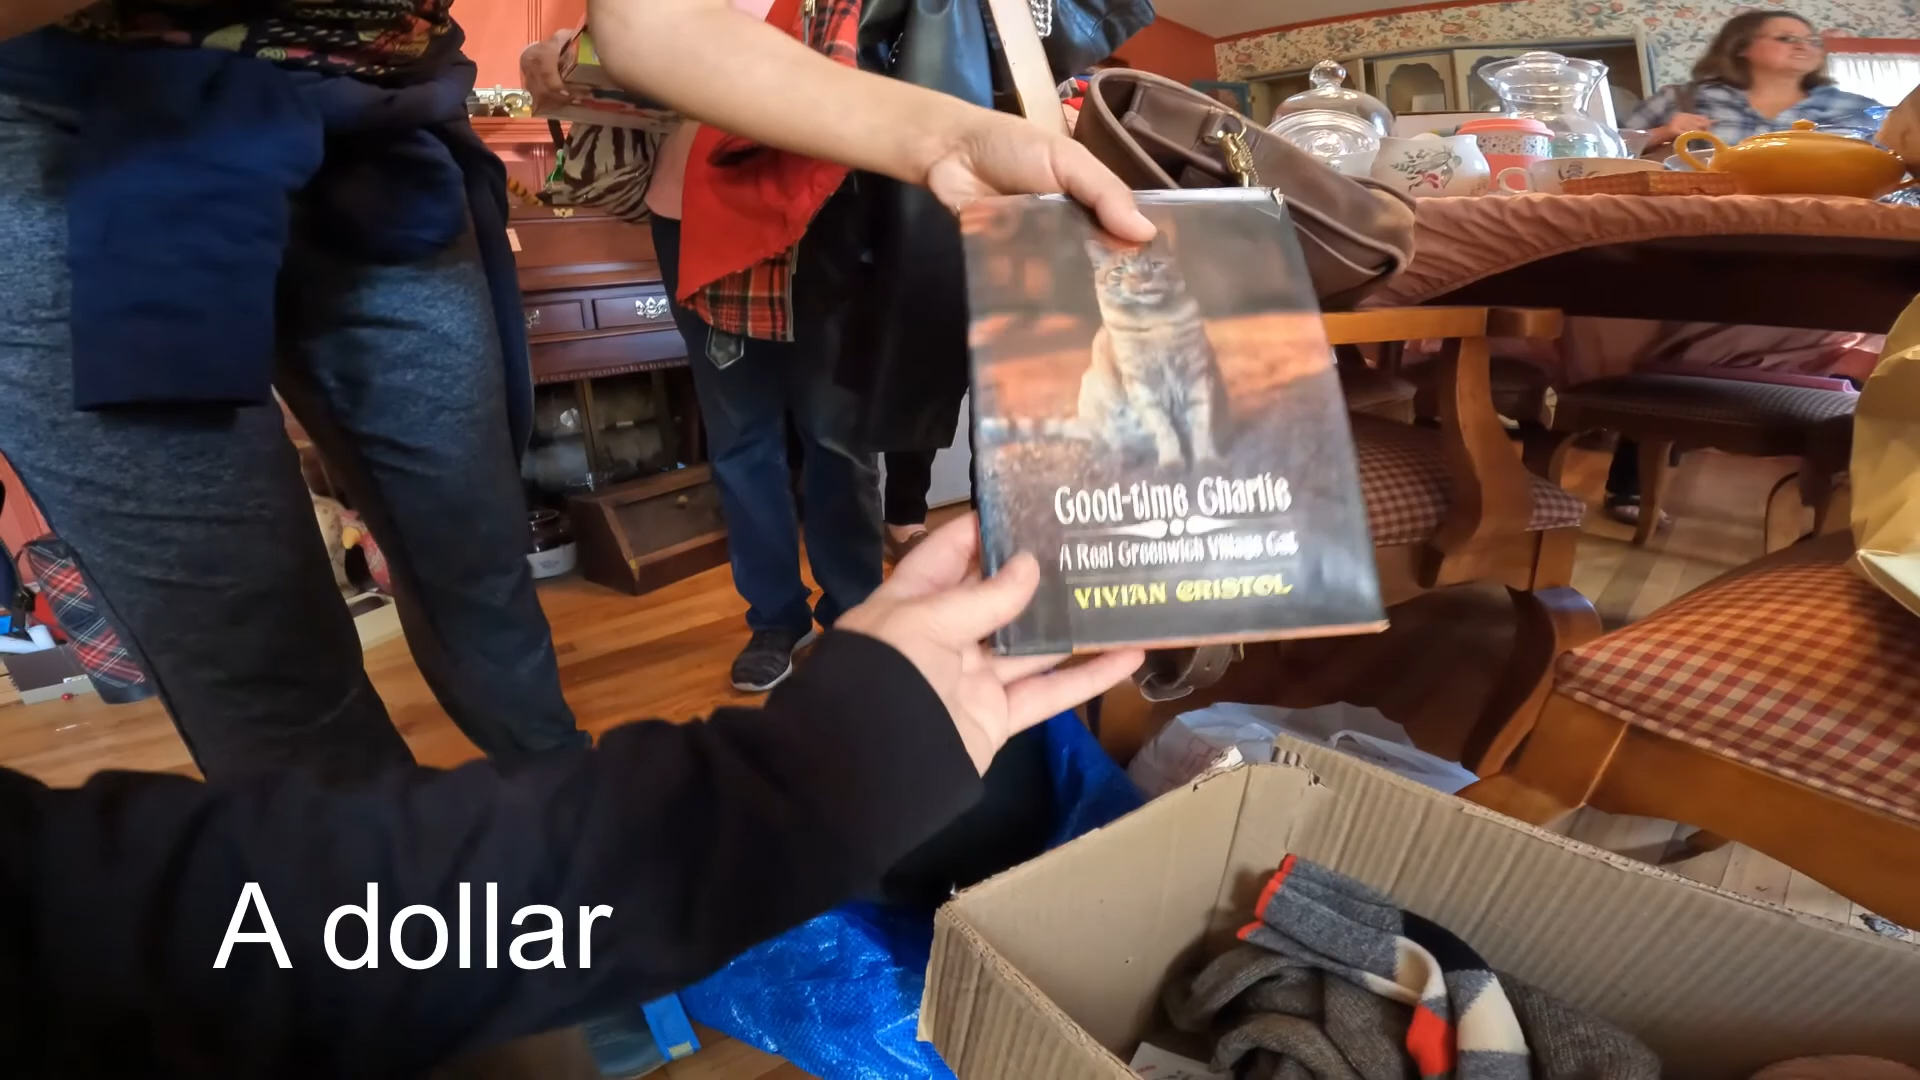 Good-time Charlie
A Real Greenwich Village Cat
VIVIAN CRISTOL
A dollar